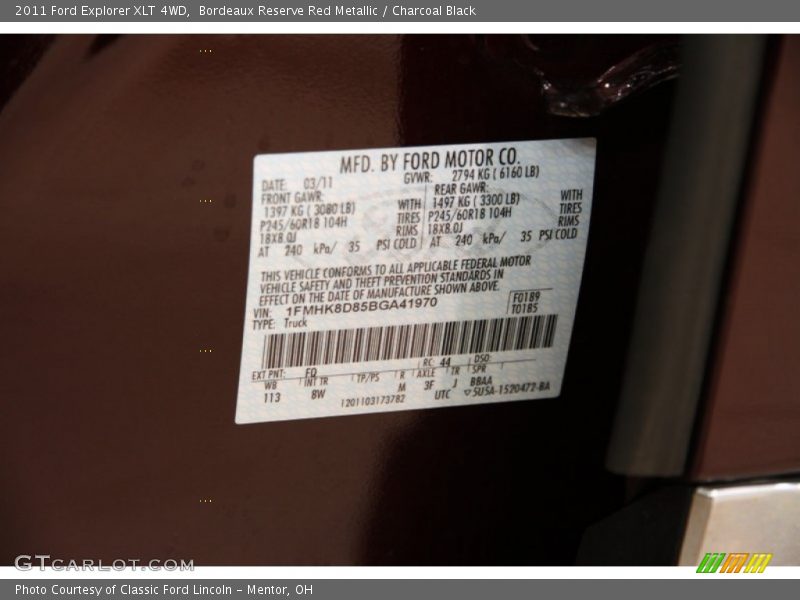 2011 Ford Explorer XLT 4WD, Bordeaux Reserve Red Metallic / Charcoal Black
MFD. BY FORD MOTOR CO.
DATE: 03/11 GVWR: 2794 KG ( 6160 LB)
FRONT GAWR: REAR GAWR:
1397 KG ( 3080 LB) WITH 1497 KG ( 3300 LB) WITH
P245/60R18 104H TIRES P245/60R18 104H TIRES
18X8.0J RIMS 18X8.0J RIMS
AT 240 kPa/ 35 PSI COLD AT 240 kPa/ 35 PSI COLD
THIS VEHICLE CONFORMS TO ALL APPLICABLE FEDERAL MOTOR
VEHICLE SAFETY AND THEFT PREVENTION STANDARDS IN
EFFECT ON THE DATE OF MANUFACTURE SHOWN ABOVE.
VIN: 1FMHK8D85BGA41970 F0189
TYPE: Truck T0185
EXT PNT: FQ RC: 44 DSO:
WB INT TR TP/PS R AXLE TR SPR
113 8W M 3F J BBAA
1201103173782 UTC ▽5U5A-1520472-BA
GTCARLOT.COM
Photo Courtesy of Classic Ford Lincoln – Mentor, OH